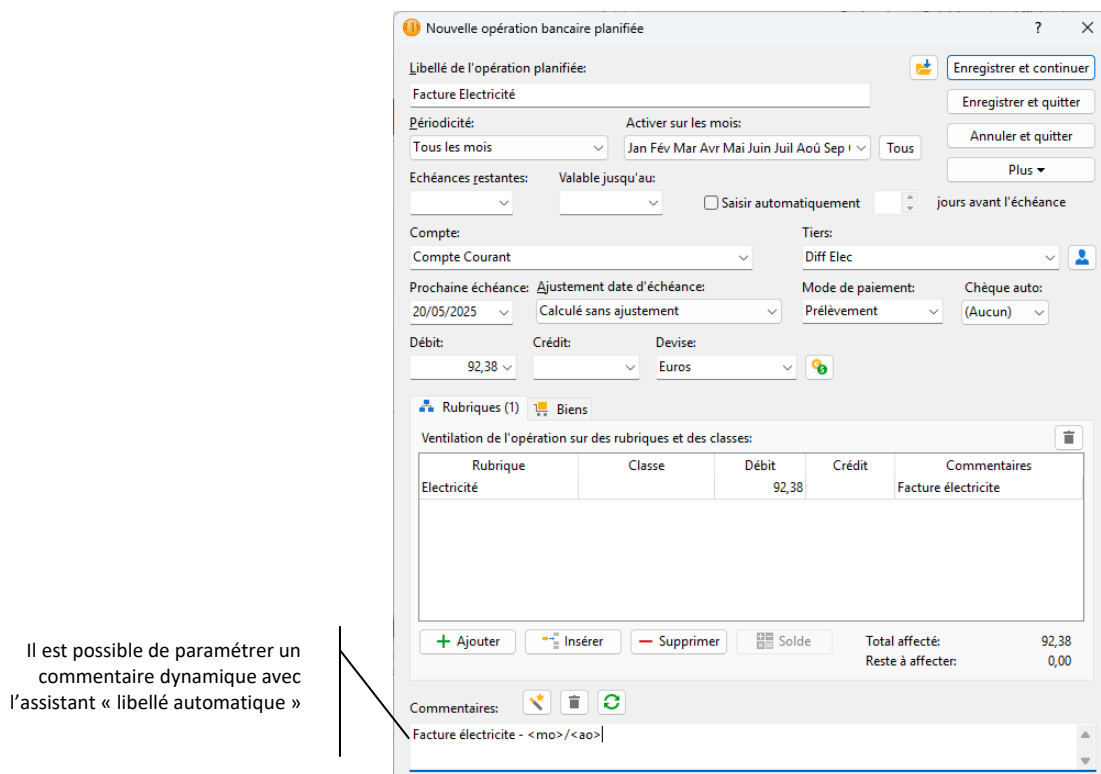 Nouvelle opération bancaire planifiée
?
Libellé de l'opération planifiée:
Enregistrer et continuer
Facture Electricité
Enregistrer et quitter
Périodicité:
Activer sur les mois:
Annuler et quitter
Tous les mois
Jan Fév Mar Avr Mai Juin Juil Aoû Sep
Tous
Plus
Echéances restantes:
Valable jusqu'au:
Saisir automatiquement
jours avant l'échéance
Compte:
Tiers:
Compte Courant
Diff Elec
Prochaine échéance:
Ajustement date d'échéance:
Mode de paiement:
Chèque auto:
20/05/2025
Calculé sans ajustement
Prélèvement
(Aucun)
Débit:
Crédit:
Devise:
92,38
Euros
Rubriques (1)
Biens
Ventilation de l'opération sur des rubriques et des classes:
Rubrique
Classe
Débit
Crédit
Commentaires
Electricité
92,38
Facture électricite
Ajouter
Insérer
Supprimer
Solde
Total affecté:
92,38
Reste à affecter:
0,00
Il est possible de paramétrer un
commentaire dynamique avec
l'assistant « libellé automatique »
Commentaires:
Facture électricite - <mo>/<ao>